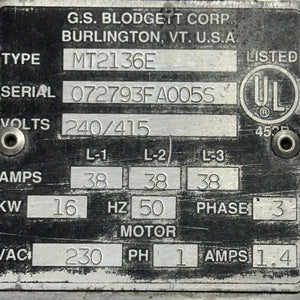 G.S. BLODGETT CORP
BURLINGTON, VT. U.S.A
TYPE MT2136E LISTED
SERIAL 072793FA005S UL
VOLTS 240/415
L-1 L-2 L-3
AMPS 38 38 38
KW 16 HZ 50 PHASE 3
MOTOR
VAC 230 PH 1 AMPS 1.4